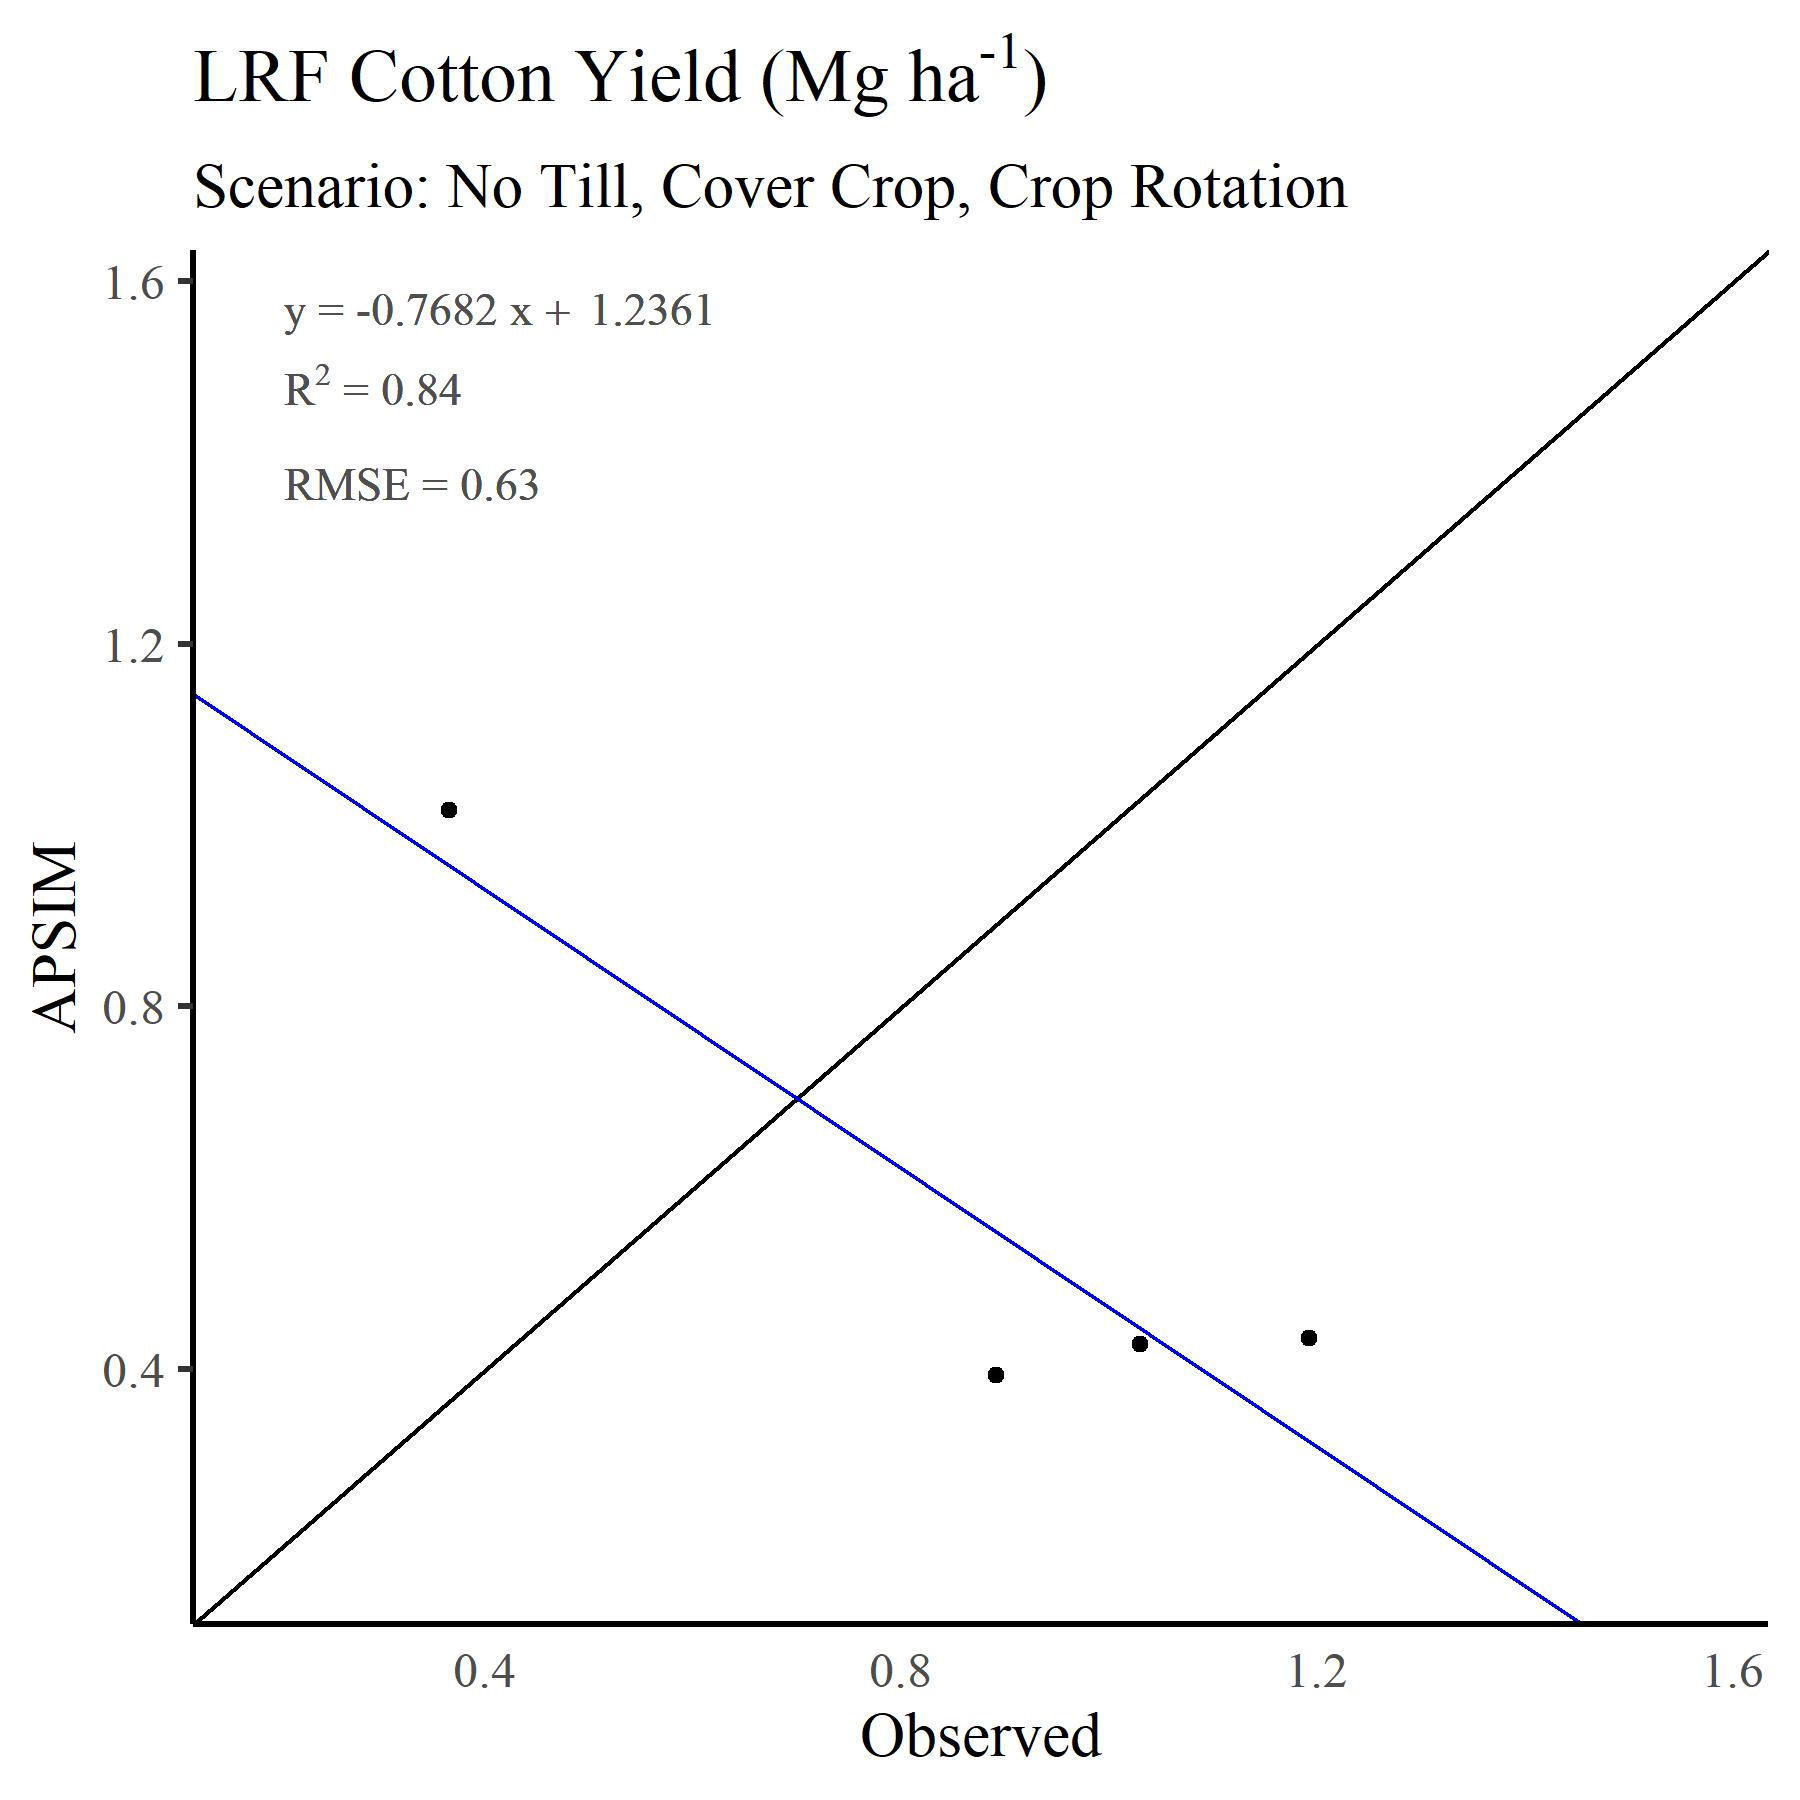 LRF Cotton Yield (Mg ha⁻¹)
Scenario: No Till, Cover Crop, Crop Rotation
y = -0.7682 x + 1.2361
R² = 0.84
RMSE = 0.63
1.6
1.2
0.8
0.4
APSIM
0.4 0.8 1.2 1.6
Observed